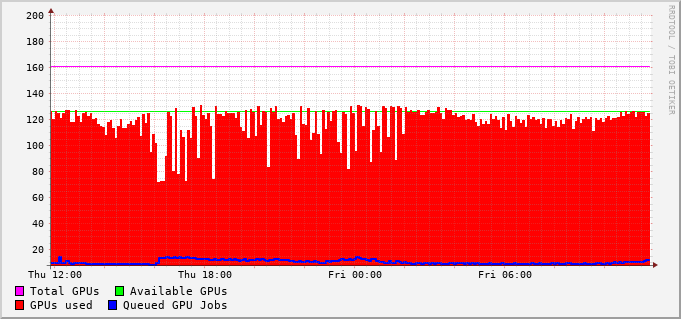 200
180
160
140
120
100
80
60
40
20
Thu 12:00 Thu 18:00 Fri 00:00 Fri 06:00
Total GPUs Available GPUs
GPUs used Queued GPU Jobs
RRDTOOL / TOBI OETIKER